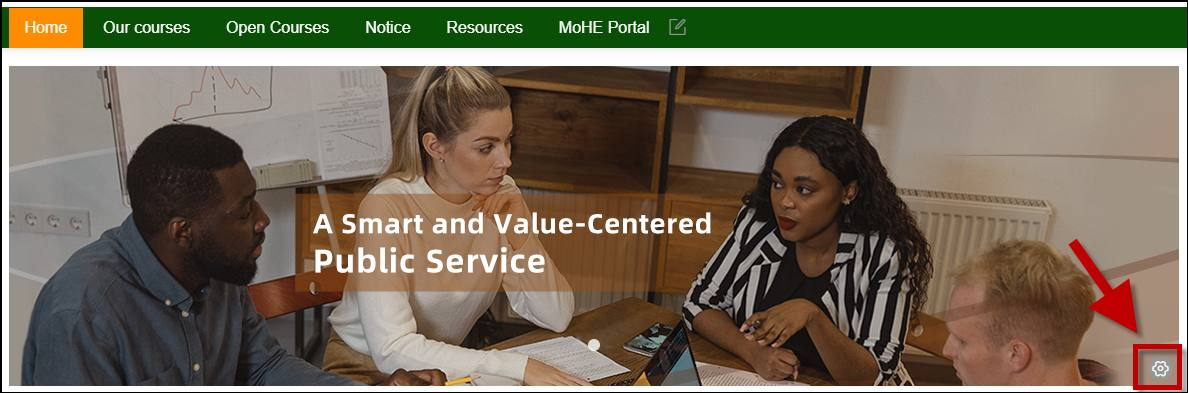 Home Our courses Open Courses Notice Resources MoHE Portal
A Smart and Value-Centered
Public Service